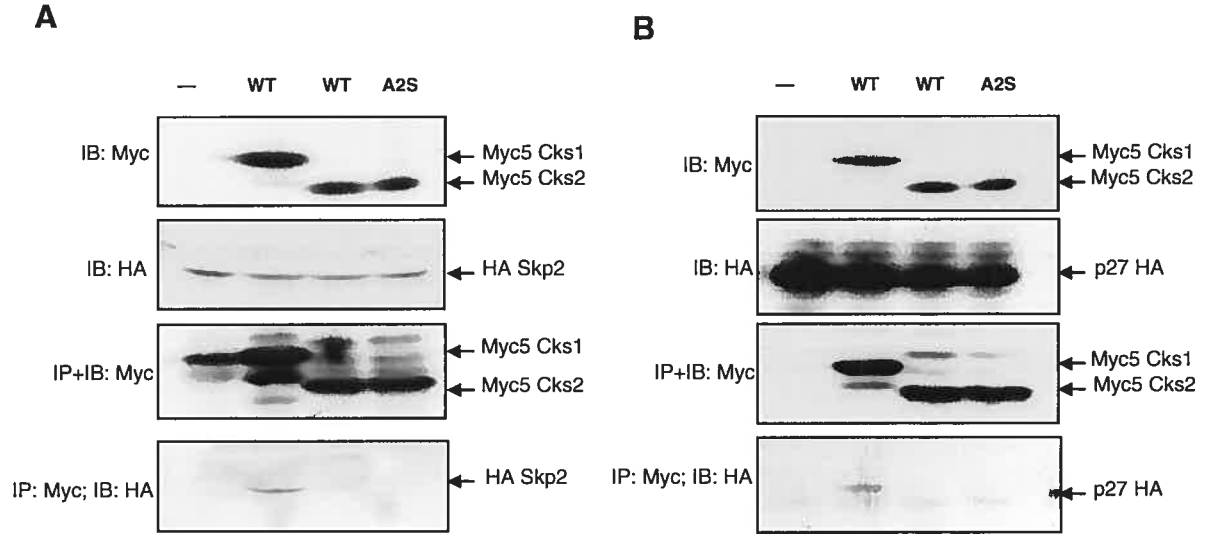 A
B
— WT WT A2S
— WT WT A2S
IB: Myc
Myc5 Cks1
Myc5 Cks2
IB: Myc
Myc5 Cks1
Myc5 Cks2
IB: HA
HA Skp2
IB: HA
p27 HA
IP+IB: Myc
Myc5 Cks1
Myc5 Cks2
IP+IB: Myc
Myc5 Cks1
Myc5 Cks2
IP: Myc; IB: HA
HA Skp2
IP: Myc; IB: HA
p27 HA